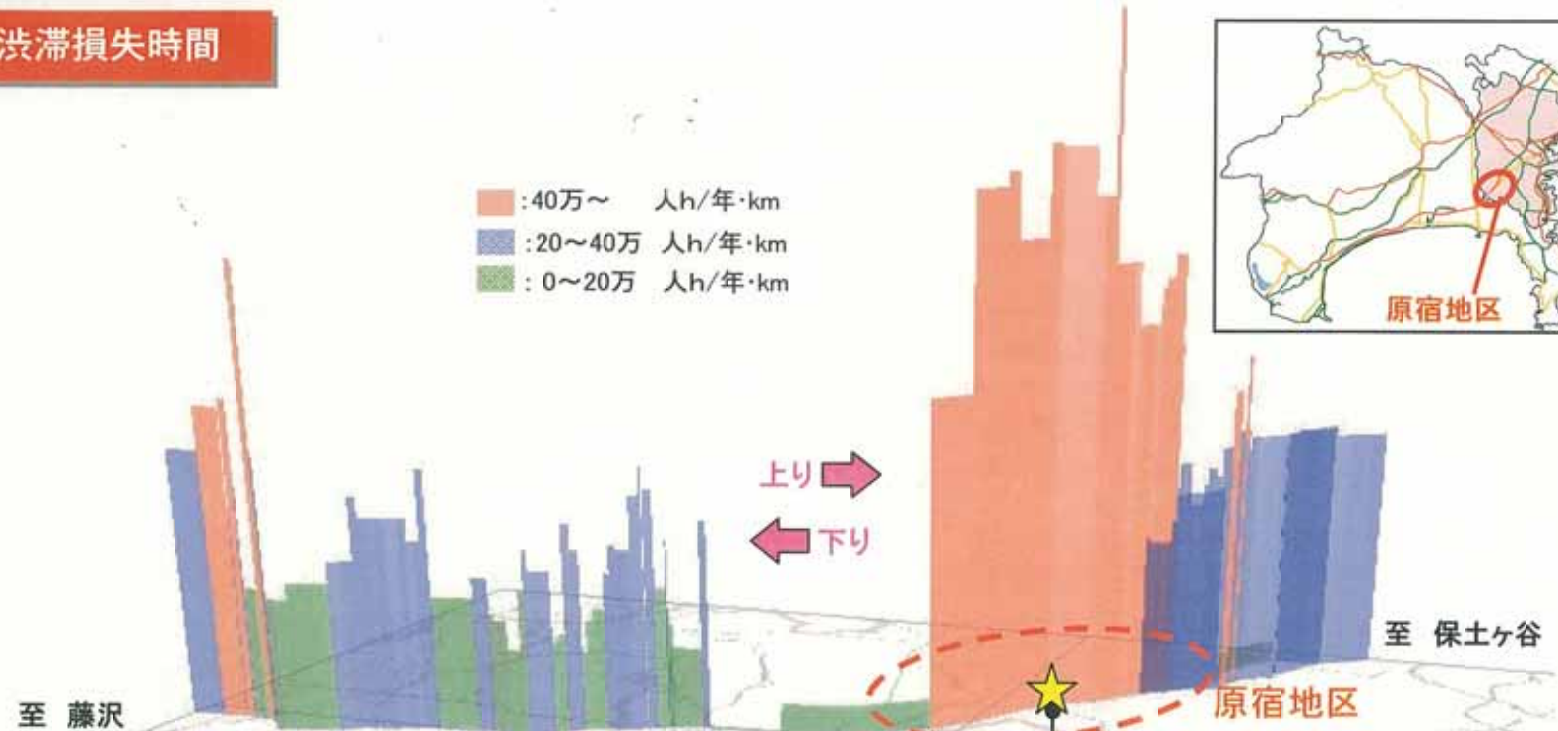 渋滞損失時間
:40万～ 人h/年·km
:20～40万 人h/年·km
: 0～20万 人h/年·km
原宿地区
上り
下り
至 保土ヶ谷
至 藤沢
原宿地区